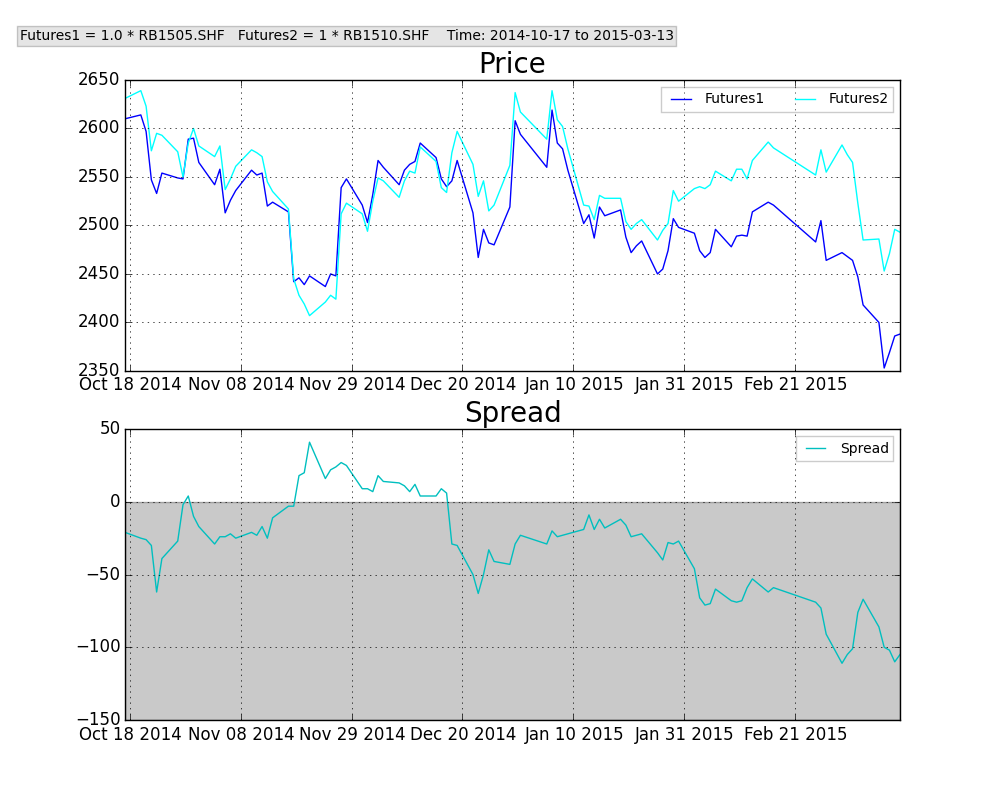 Futures1 = 1.0 * RB1505.SHF   Futures2 = 1 * RB1510.SHF    Time: 2014-10-17 to 2015-03-13
Price
Futures1   Futures2
2650
2600
2550
2500
2450
2400
2350
Oct 18 2014 Nov 08 2014 Nov 29 2014 Dec 20 2014 Jan 10 2015 Jan 31 2015 Feb 21 2015
Spread
Spread
50
0
−50
−100
−150
Oct 18 2014 Nov 08 2014 Nov 29 2014 Dec 20 2014 Jan 10 2015 Jan 31 2015 Feb 21 2015